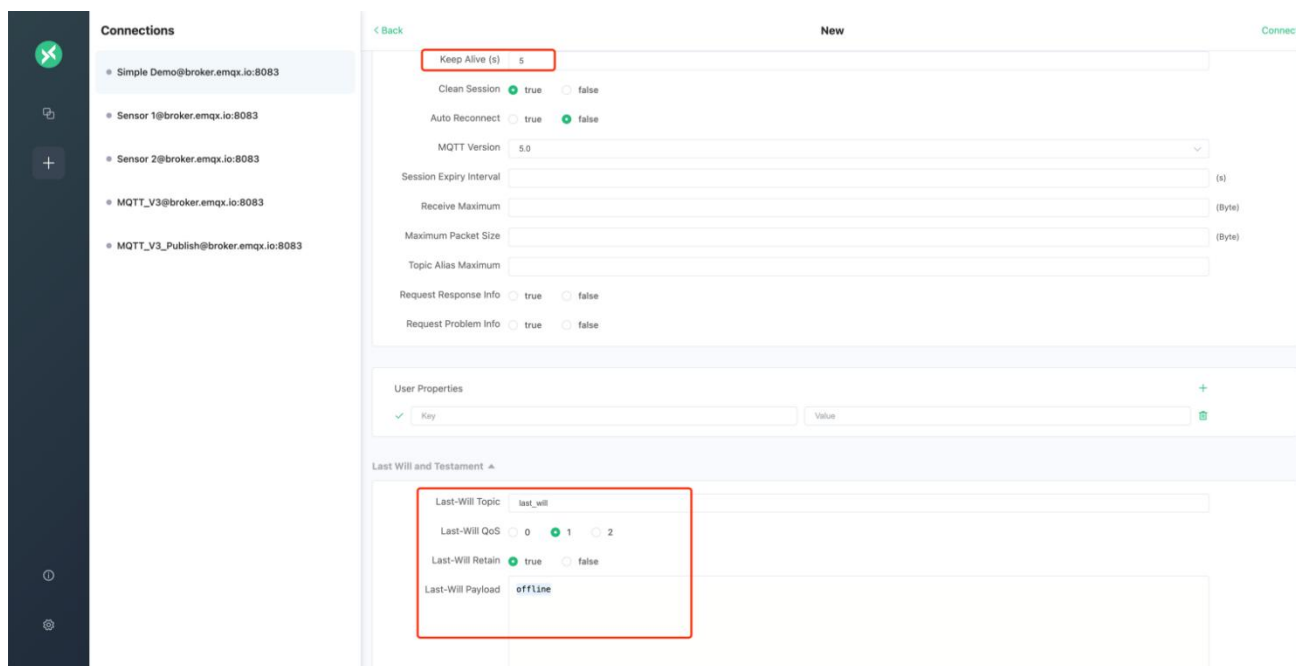 Connections
< Back
New
Connec
Simple Demo@broker.emqx.io:8083
Sensor 1@broker.emqx.io:8083
Sensor 2@broker.emqx.io:8083
MQTT_V3@broker.emqx.io:8083
MQTT_V3_Publish@broker.emqx.io:8083
Keep Alive (s) 5
Clean Session true false
Auto Reconnect true false
MQTT Version 5.0
Session Expiry Interval (s)
Receive Maximum (Byte)
Maximum Packet Size (Byte)
Topic Alias Maximum
Request Response Info true false
Request Problem Info true false
User Properties
Key Value
Last Will and Testament
Last-Will Topic last_will
Last-Will QoS 0 1 2
Last-Will Retain true false
Last-Will Payload offline